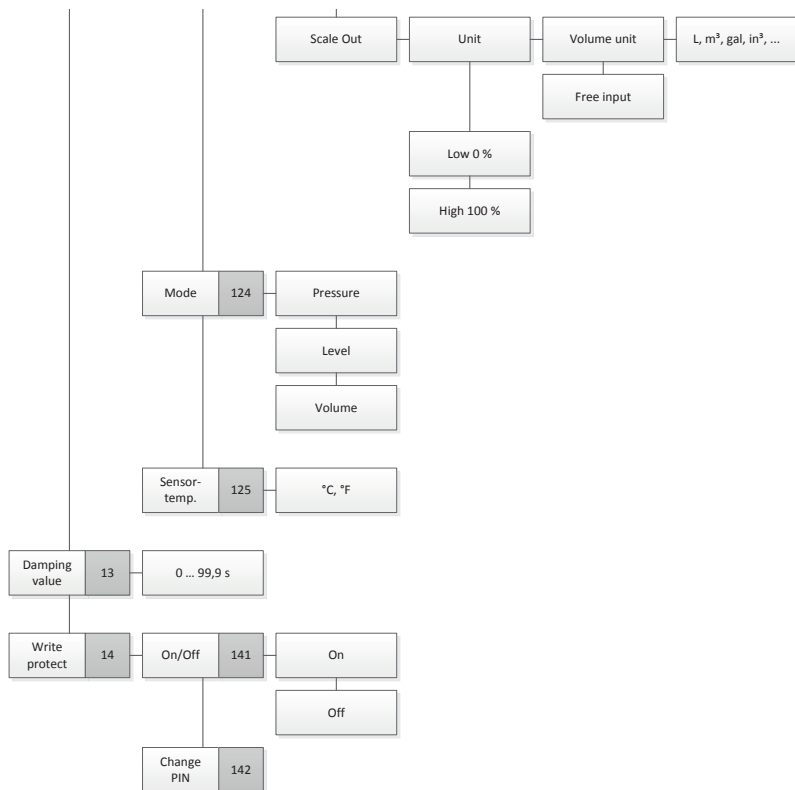 Scale Out
Unit
Volume unit
L, m³, gal, in³, ...
Free input
Low 0 %
High 100 %
Mode
124
Pressure
Level
Volume
Sensor-
temp.
125
°C, °F
Damping
value
13
0 ... 99,9 s
Write
protect
14
On/Off
141
On
Off
Change
PIN
142